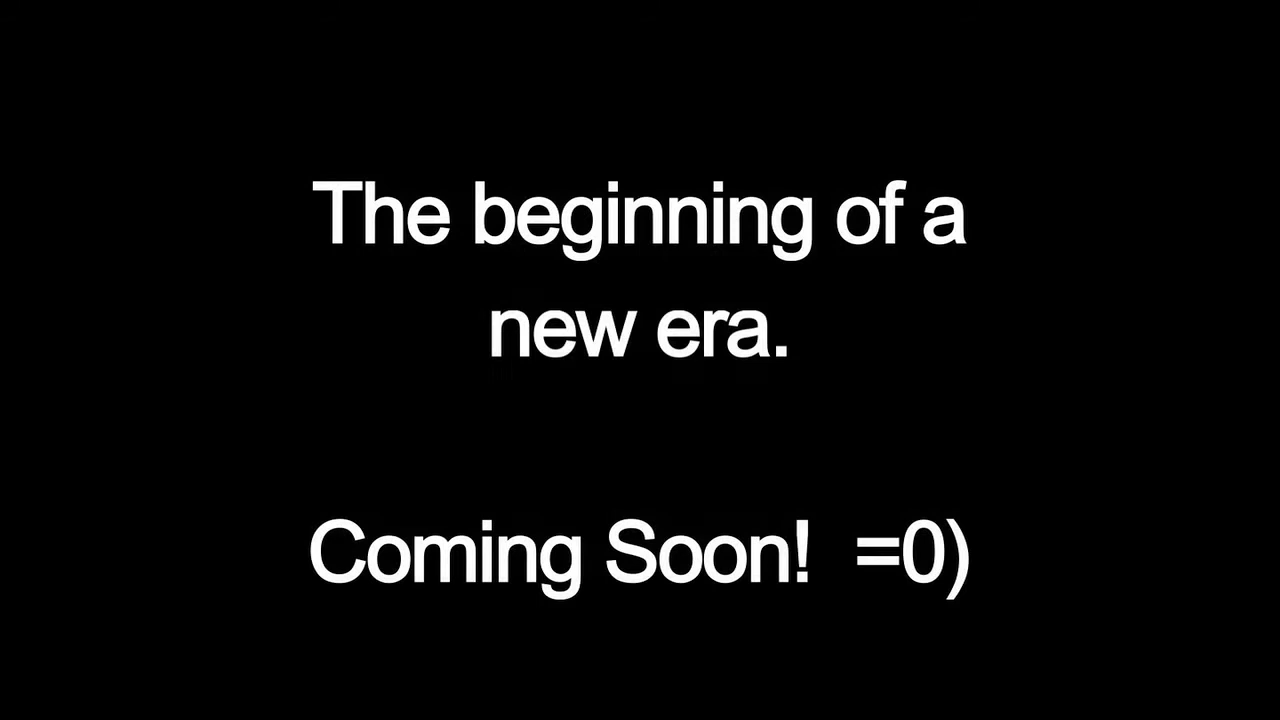 The beginning of a
new era.
Coming Soon!  =0)